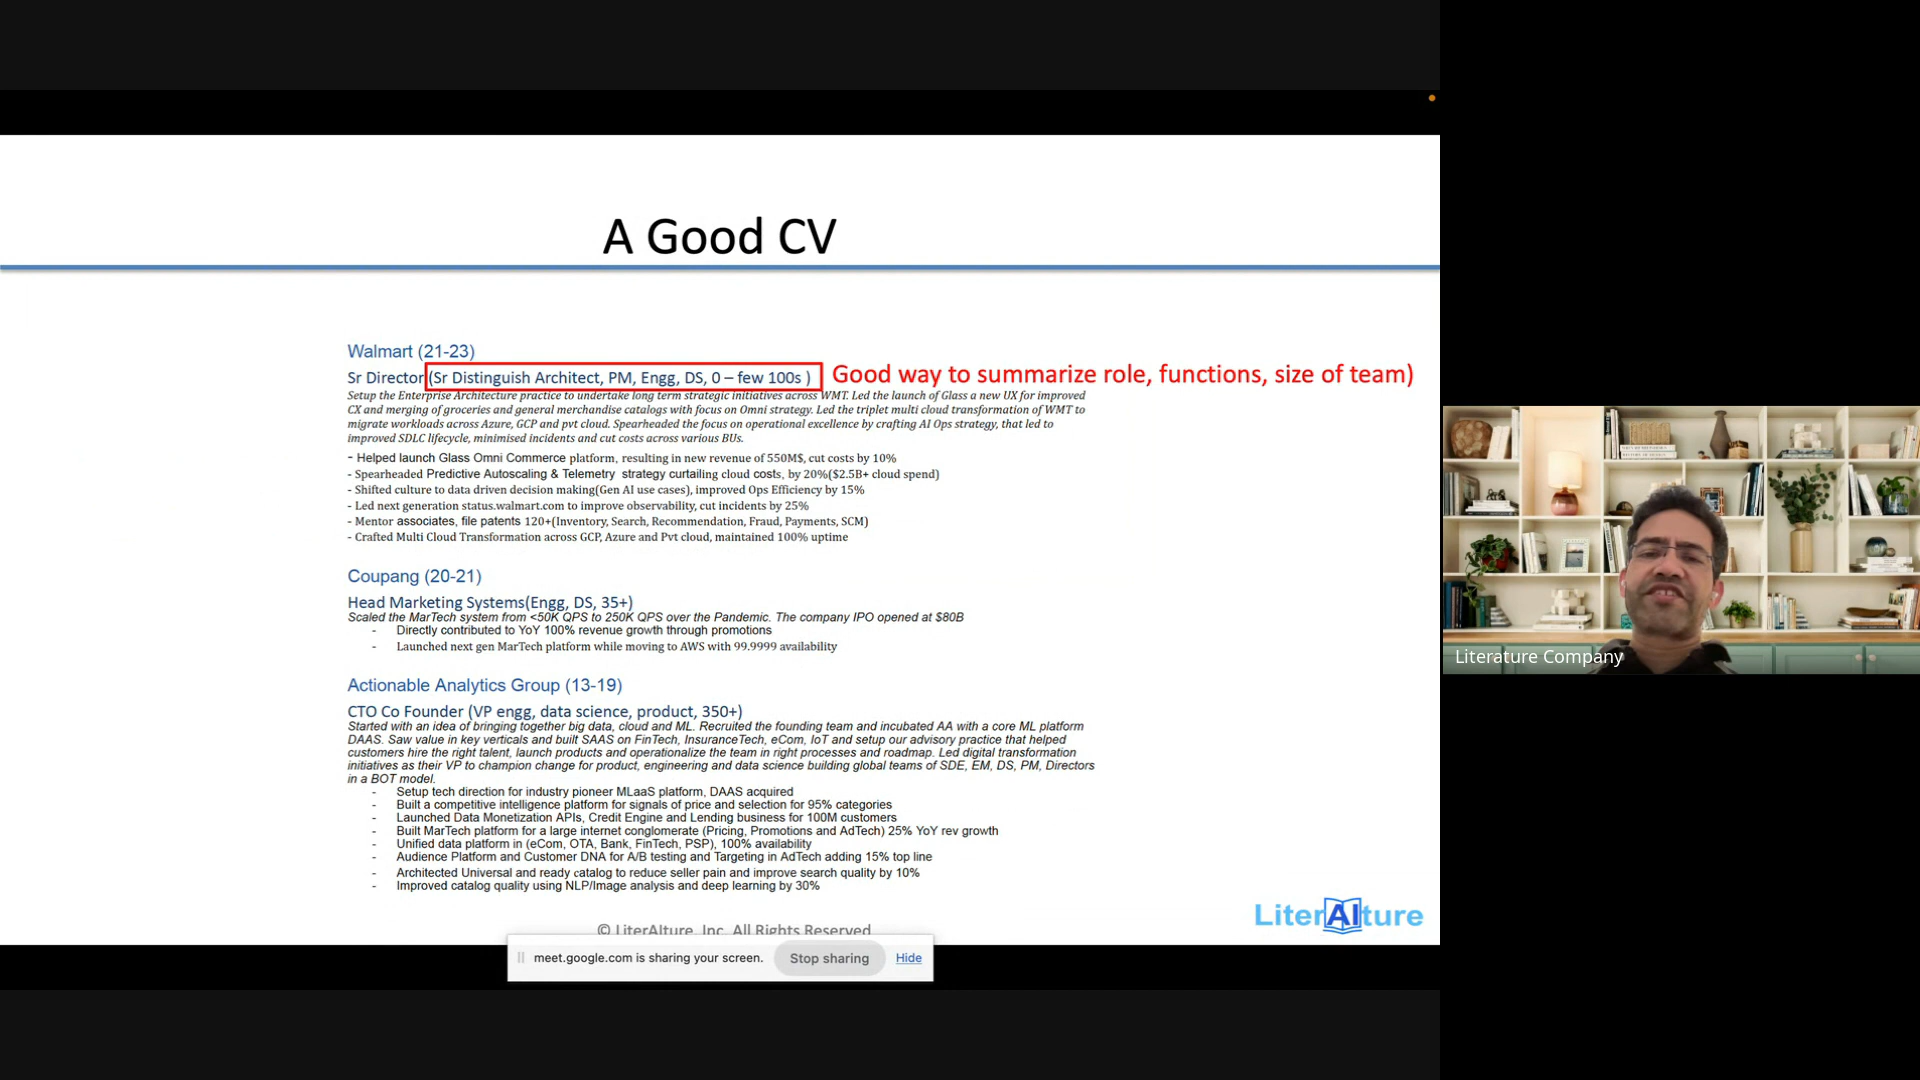 A Good CV
Walmart (21-23)
Sr Director (Sr Distinguish Architect, PM, Engg, DS, 0 – few 100s )
Good way to summarize role, functions, size of team)
Setup the Enterprise Architecture practice to undertake long term strategic initiatives across WMT. Led the launch of Glass a new UX for improved
CX and merging of groceries and general merchandise catalogs with focus on Omni strategy. Led the triplet multi cloud transformation of WMT to
migrate workloads across Azure, GCP and pvt cloud. Spearheaded the focus on operational excellence by crafting AI Ops strategy, that led to
improved SDLC lifecycle, minimised incidents and cut costs across various BUs.
- Helped launch Glass Omni Commerce platform, resulting in new revenue of 550M$, cut costs by 10%
- Spearheaded Predictive Autoscaling & Telemetry strategy curtailing cloud costs, by 20%($2.5B+ cloud spend)
- Shifted culture to data driven decision making(Gen AI use cases), improved Ops Efficiency by 15%
- Led next generation status.walmart.com to improve observability, cut incidents by 25%
- Mentor associates, file patents 120+(Inventory, Search, Recommendation, Fraud, Payments, SCM)
- Crafted Multi Cloud Transformation across GCP, Azure and Pvt cloud, maintained 100% uptime
Coupang (20-21)
Head Marketing Systems(Engg, DS, 35+)
Scaled the MarTech system from <50K QPS to 250K QPS over the Pandemic. The company IPO opened at $80B
- Directly contributed to YoY 100% revenue growth through promotions
- Launched next gen MarTech platform while moving to AWS with 99.9999 availability
Actionable Analytics Group (13-19)
CTO Co Founder (VP engg, data science, product, 350+)
Started with an idea of bringing together big data, cloud and ML. Recruited the founding team and incubated AA with a core ML platform
DAAS. Saw value in key verticals and built SAAS on FinTech, InsuranceTech, eCom, IoT and setup our advisory practice that helped
customers hire the right talent, launch products and operationalize the team in right processes and roadmap. Led digital transformation
initiatives as their VP to champion change for product, engineering and data science building global teams of SDE, EM, DS, PM, Directors
in a BOT model.
- Setup tech direction for industry pioneer MLaaS platform, DAAS acquired
- Built a competitive intelligence platform for signals of price and selection for 95% categories
- Launched Data Monetization APIs, Credit Engine and Lending business for 100M customers
- Built MarTech platform for a large internet conglomerate (Pricing, Promotions and AdTech) 25% YoY rev growth
- Unified data platform in (eCom, OTA, Bank, FinTech, PSP), 100% availability
- Audience Platform and Customer DNA for A/B testing and Targeting in AdTech adding 15% top line
- Architected Universal and ready catalog to reduce seller pain and improve search quality by 10%
- Improved catalog quality using NLP/Image analysis and deep learning by 30%
© LiterAIture, Inc. All Rights Reserved
LiterAIture
meet.google.com is sharing your screen.
Stop sharing
Hide
Literature Company